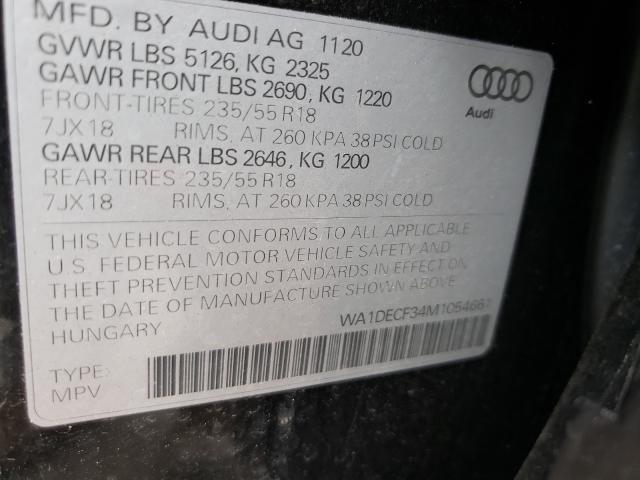 MFD. BY AUDI AG 1120
GVWR LBS 5126, KG 2325
GAWR FRONT LBS 2690, KG 1220
FRONT-TIRES 235/55 R18
7JX18 RIMS, AT 260 KPA 38 PSI COLD
GAWR REAR LBS 2646, KG 1200
REAR-TIRES 235/55 R18
7JX18 RIMS, AT 260 KPA 38 PSI COLD
Audi
THIS VEHICLE CONFORMS TO ALL APPLICABLE
U.S. FEDERAL MOTOR VEHICLE SAFETY AND
THEFT PREVENTION STANDARDS IN EFFECT ON
THE DATE OF MANUFACTURE SHOWN ABOVE
HUNGARY
WA1DECF34M1054661
TYPE:
MPV